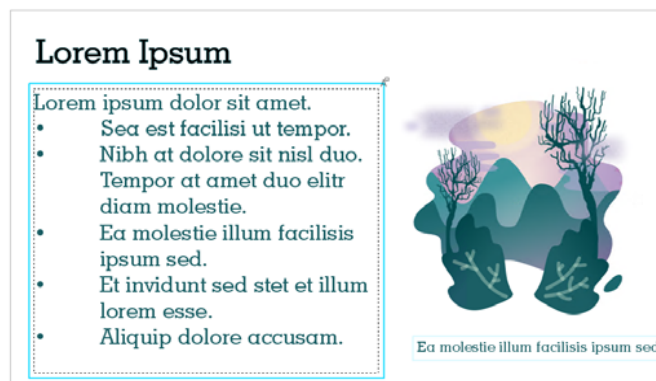 Lorem Ipsum
Lorem ipsum dolor sit amet.
• Sea est facilisi ut tempor.
• Nibh at dolore sit nisl duo.
Tempor at amet duo elitr
diam molestie.
• Ea molestie illum facilisis
ipsum sed.
• Et invidunt sed stet et illum
lorem esse.
• Aliquip dolore accusam.
Ea molestie illum facilisis ipsum sed